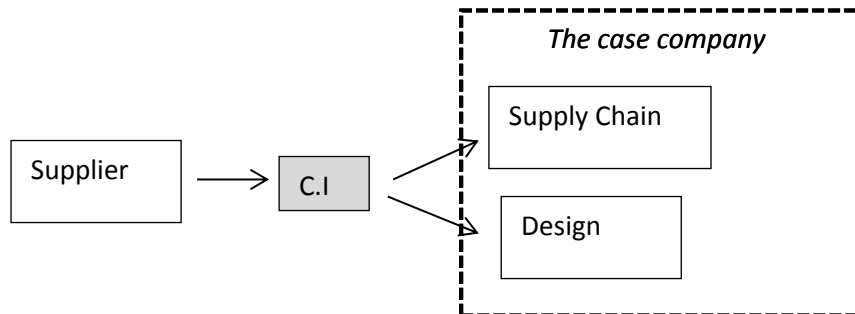 The case company
Supply Chain
Supplier
C.I
Design